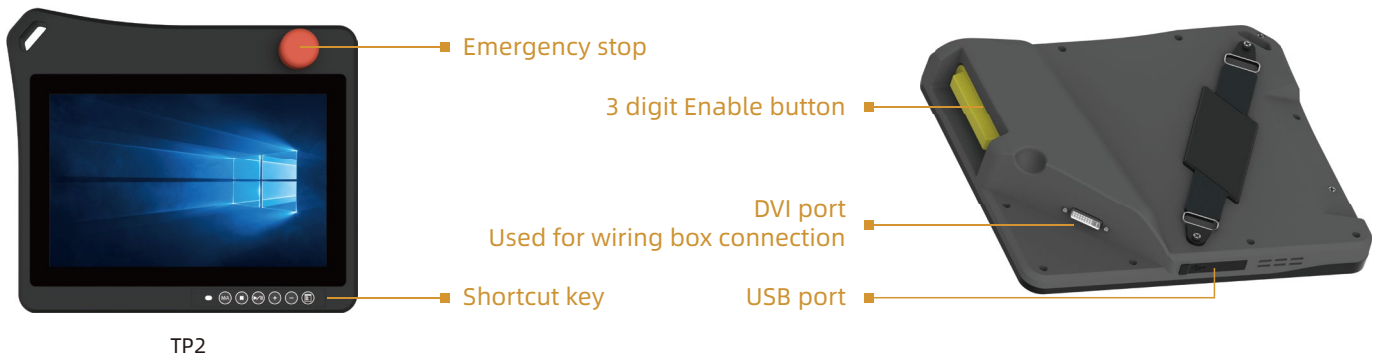 Emergency stop
3 digit Enable button
DVI port
Used for wiring box connection
Shortcut key
USB port
TP2